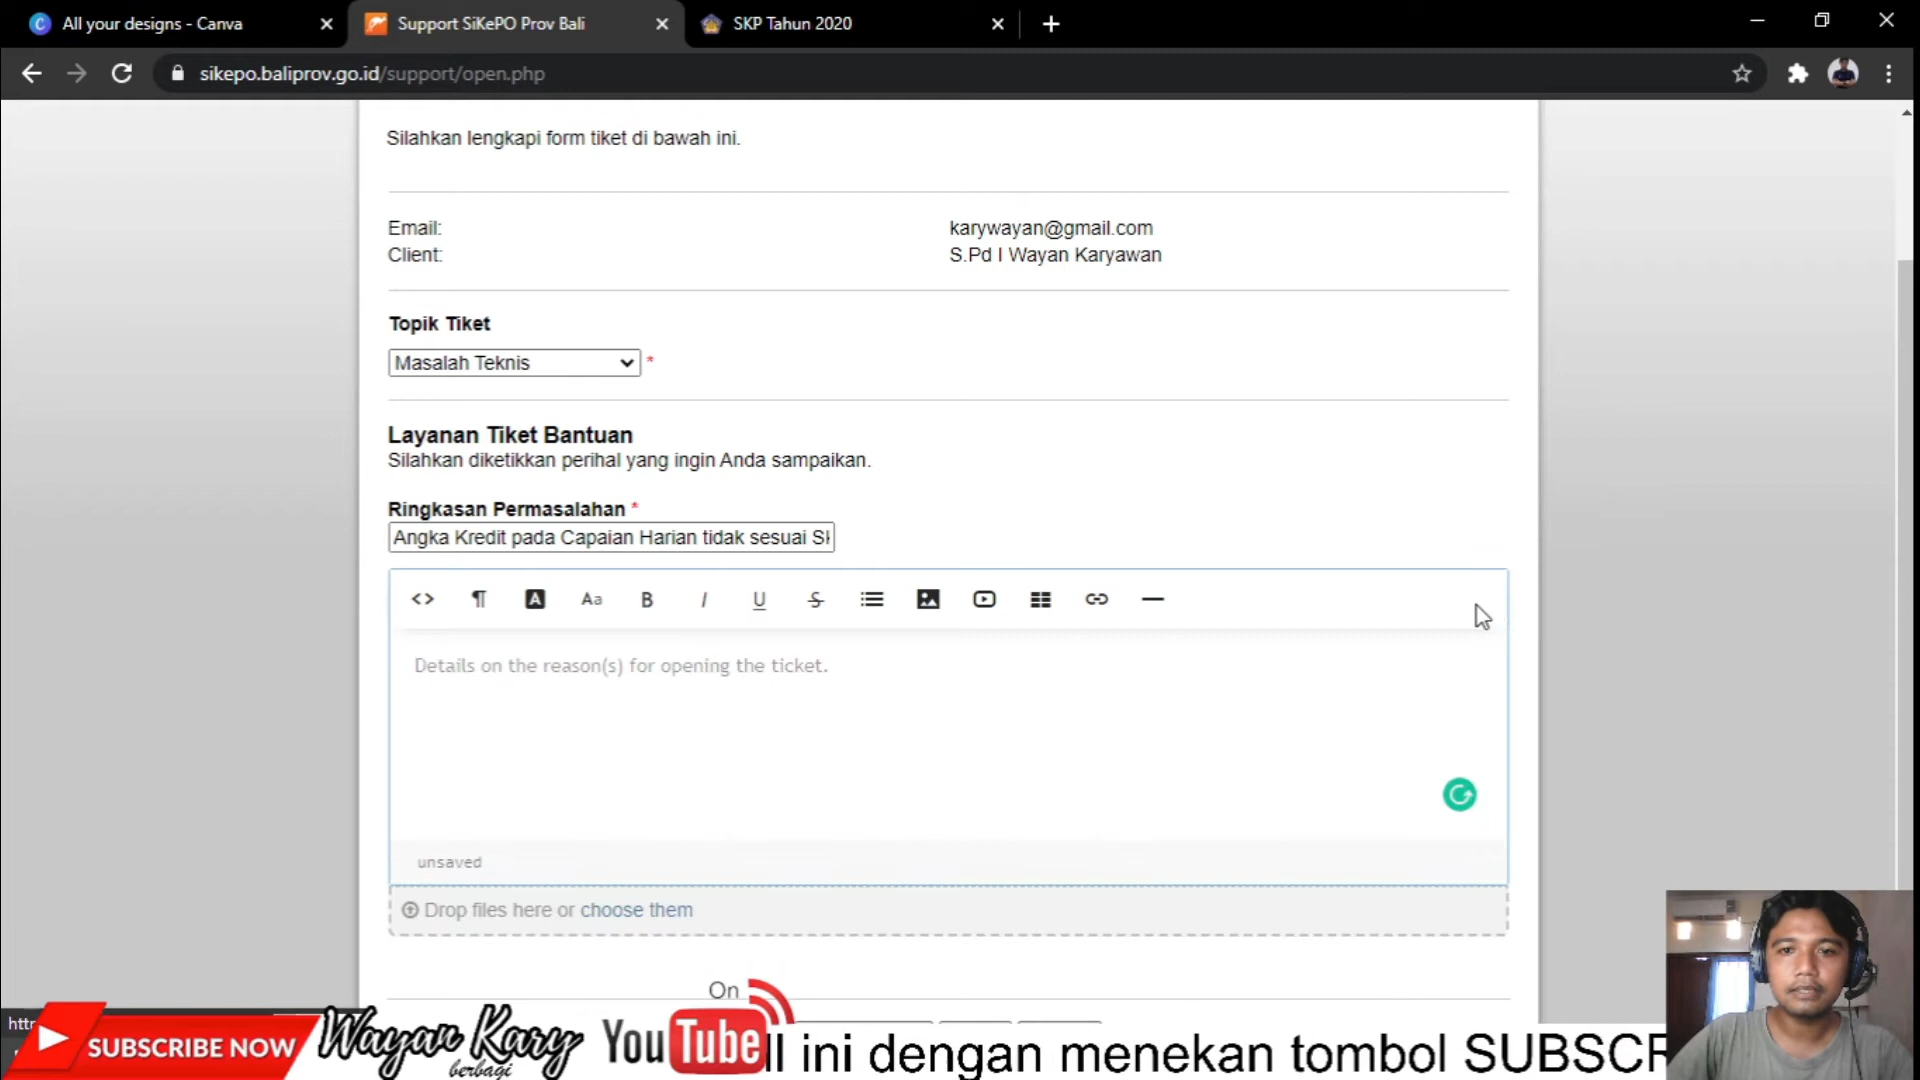 All your designs - Canva
Support SiKePO Prov Bali
SKP Tahun 2020
sikepo.baliprov.go.id/support/open.php
Silahkan lengkapi form tiket di bawah ini.
Email: karywayan@gmail.com
Client: S.Pd I Wayan Karyawan
Topik Tiket
Masalah Teknis *
Layanan Tiket Bantuan
Silahkan diketikkan perihal yang ingin Anda sampaikan.
Ringkasan Permasalahan *
Angka Kredit pada Capaian Harian tidak sesuai
Details on the reason(s) for opening the ticket.
unsaved
Drop files here or choose them
On
SUBSCRIBE NOW
Wayan Kary
berbagi
YouTube
ini dengan menekan tombol